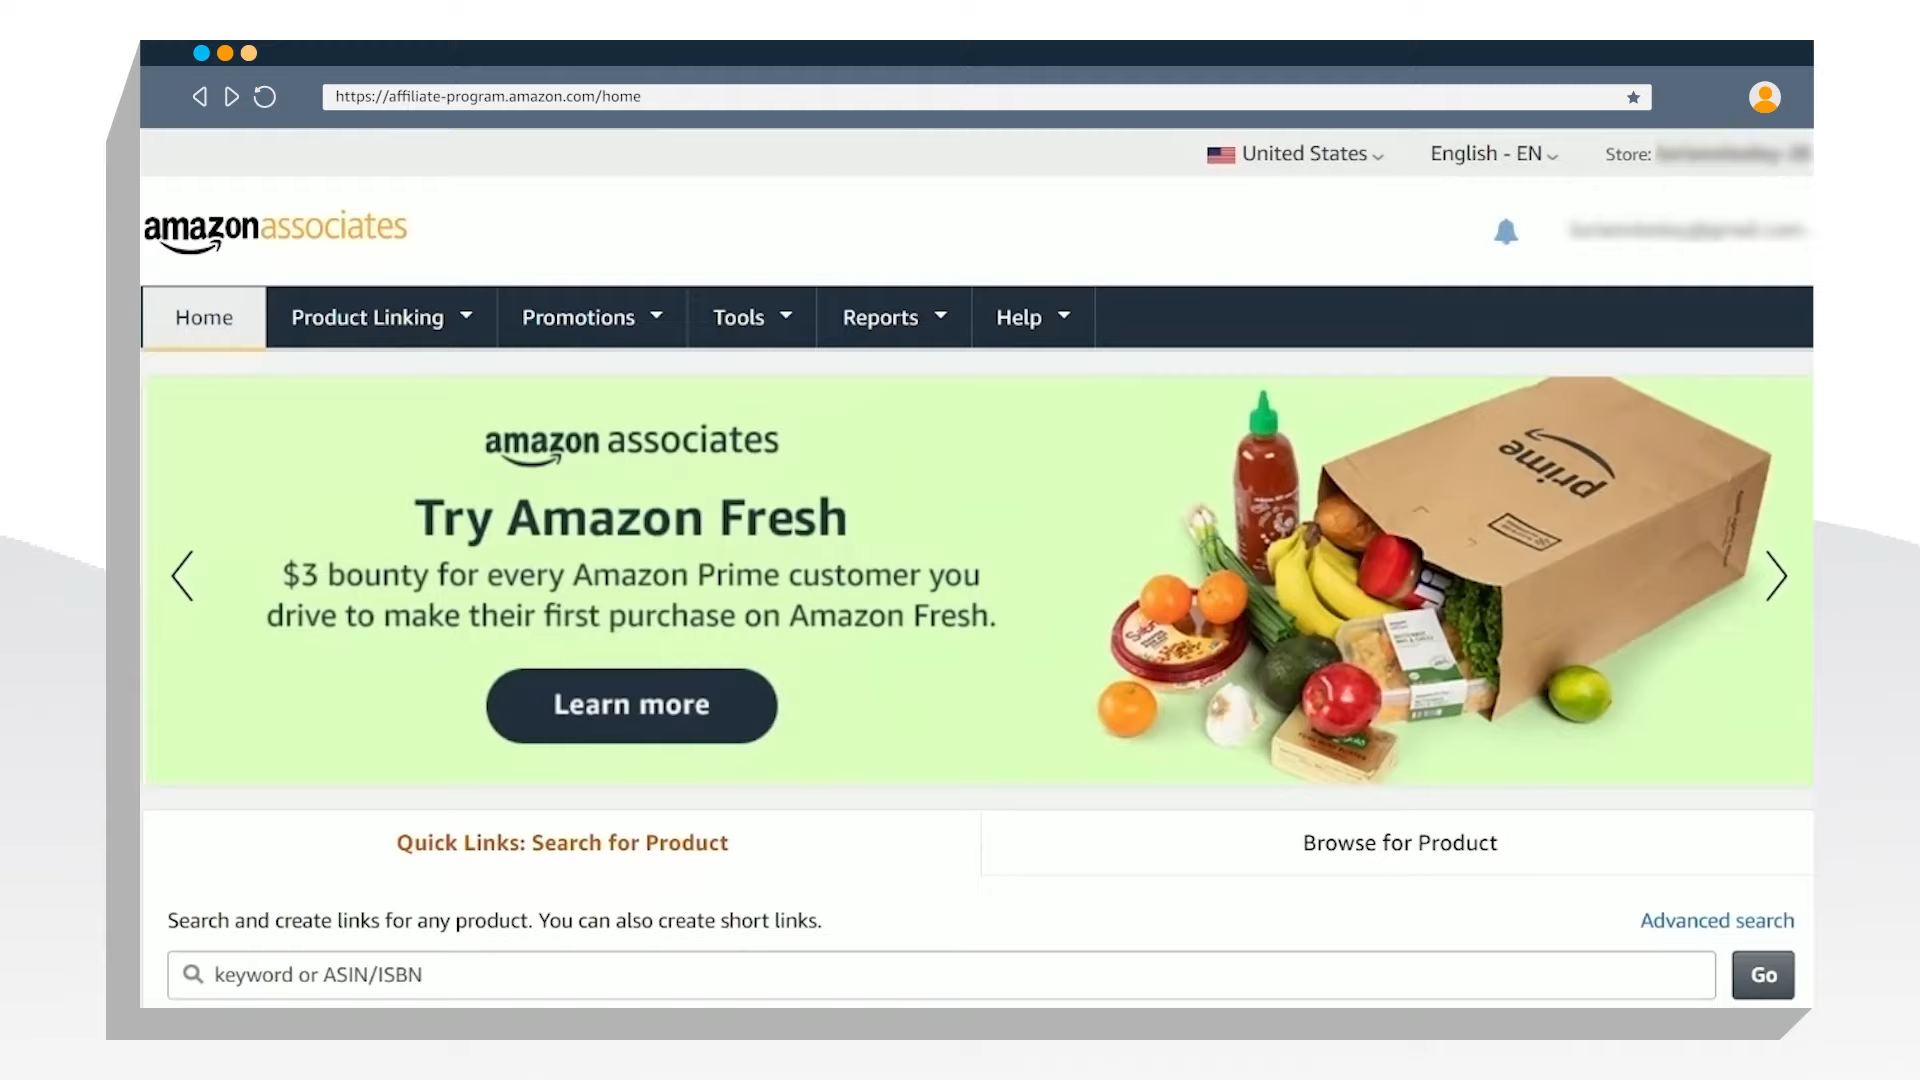 https://affiliate-program.amazon.com/home
United States
English - EN
Store:
amazonassociates
Home
Product Linking
Promotions
Tools
Reports
Help
amazon associates
Try Amazon Fresh
$3 bounty for every Amazon Prime customer you
drive to make their first purchase on Amazon Fresh.
Learn more
prime
Quick Links: Search for Product
Browse for Product
Search and create links for any product. You can also create short links.
Advanced search
keyword or ASIN/ISBN
Go